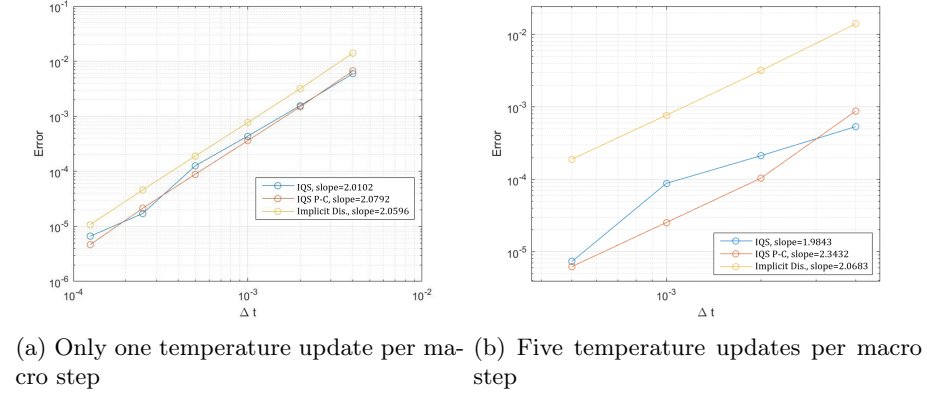 10^-1
10^-2
10^-3
10^-4
10^-5
10^-6
Error
IQS, slope=2.0102
IQS P-C, slope=2.0792
Implicit Dis., slope=2.0596
10^-4
10^-3
10^-2
Δ t
10^-2
10^-3
10^-4
10^-5
Error
IQS, slope=1.9843
IQS P-C, slope=2.3432
Implicit Dis., slope=2.0683
10^-3
Δ t
(a) Only one temperature update per ma-
cro step
(b) Five temperature updates per macro
step